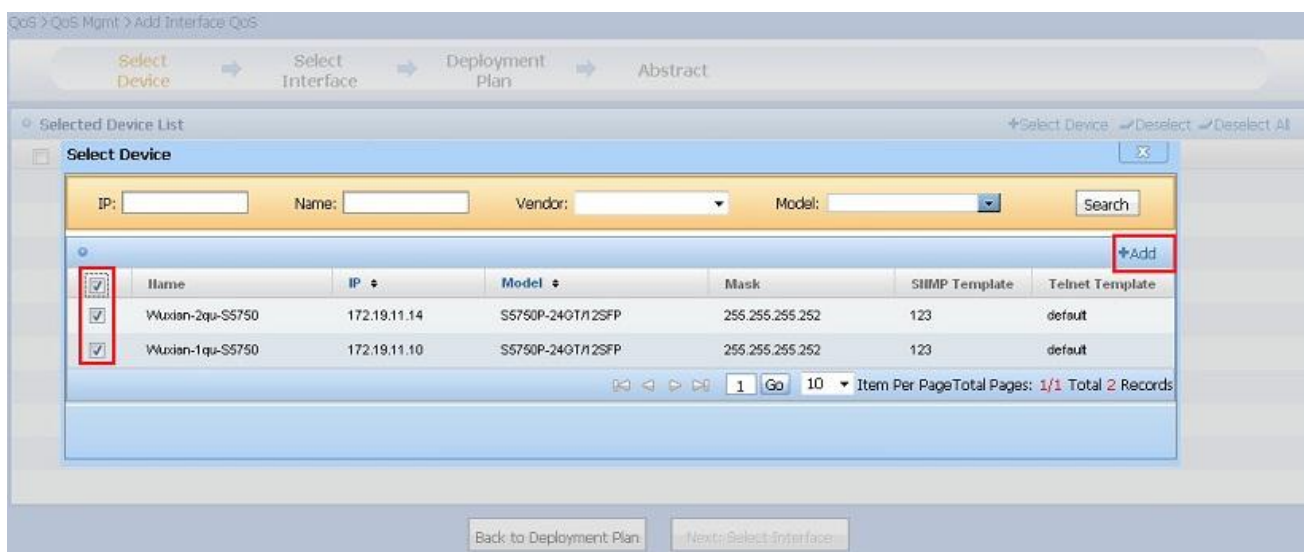 QoS > QoS Mgmt > Add Interface QoS
Select Device
Select Interface
Deployment Plan
Abstract
Selected Device List
Select Device Deselect Deselect All
Select Device
IP: Name: Vendor: Model: Search
Add
Name IP Model Mask SNMP Template Telnet Template
Wuxian-2qu-S5750 172.19.11.14 S5750P-24GT/12SFP 255.255.255.252 123 default
Wuxian-1qu-S5750 172.19.11.10 S5750P-24GT/12SFP 255.255.255.252 123 default
1 Go 10 Item Per PageTotal Pages: 1/1 Total 2 Records
Back to Deployment Plan Next: Select Interface